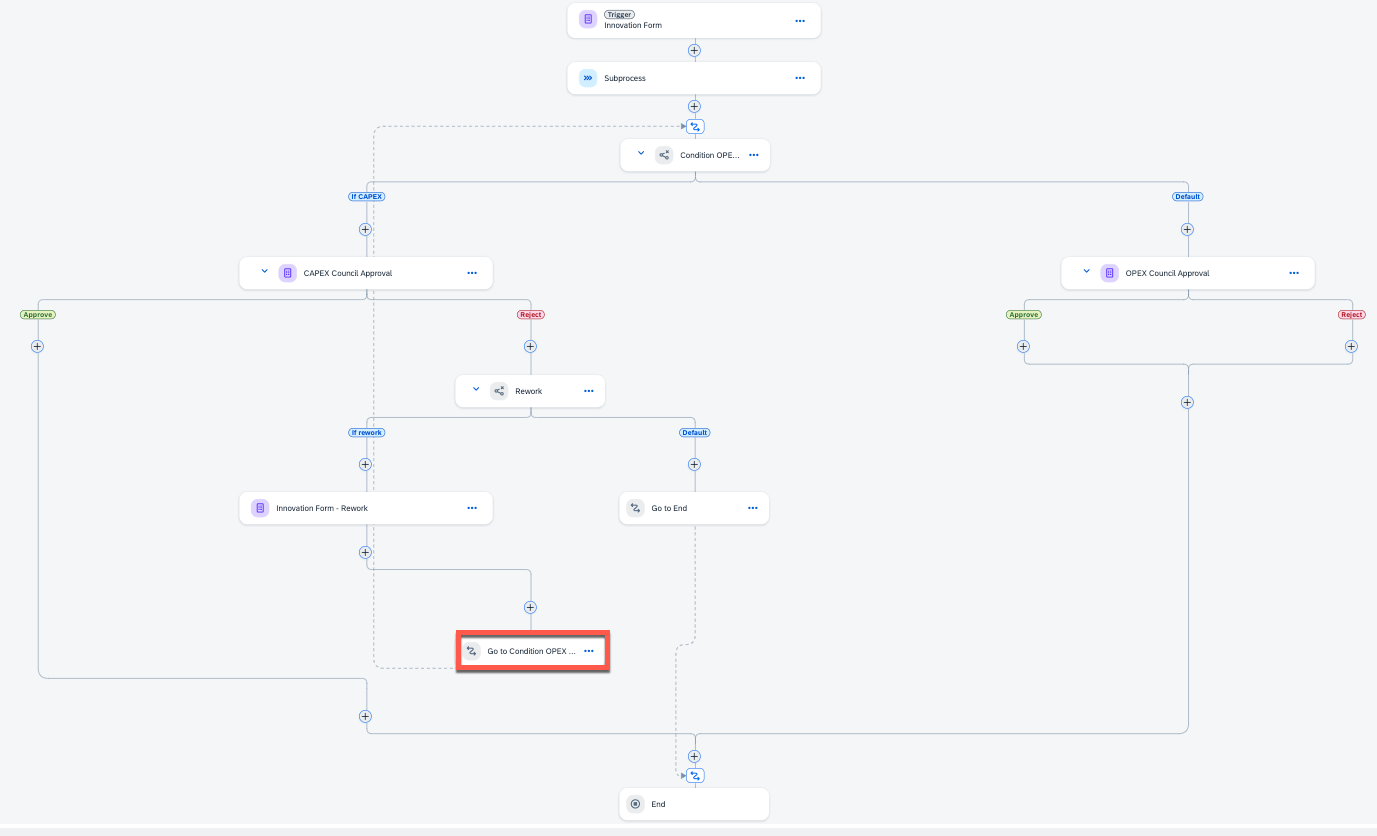 Trigger
Innovation Form
Subprocess
Condition OPE...
If CAPEX
Default
CAPEX Council Approval
OPEX Council Approval
Approve
Reject
Approve
Reject
Rework
If rework
Default
Innovation Form - Rework
Go to End
Go to Condition OPEX ...
End